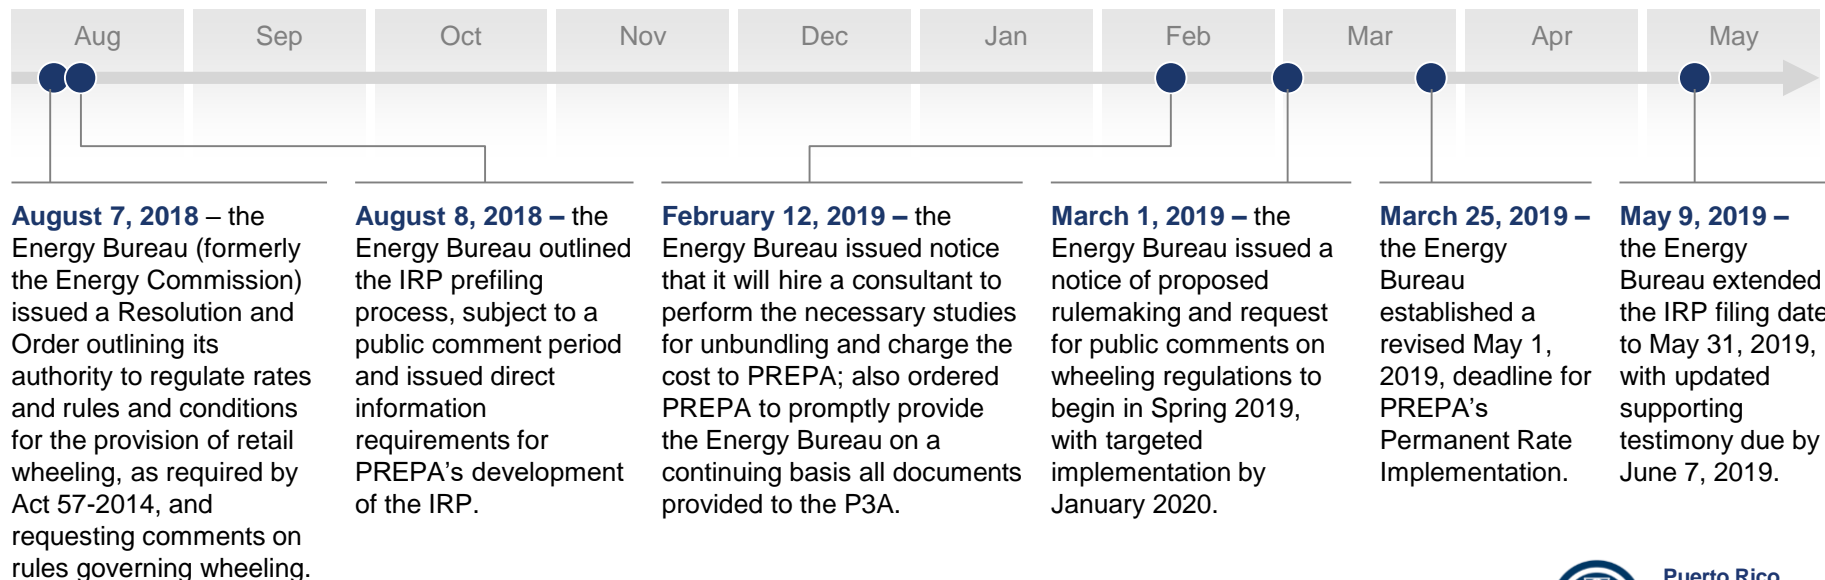 Aug Sep Oct Nov Dec Jan Feb Mar Apr May
August 7, 2018 – the
Energy Bureau (formerly
the Energy Commission)
issued a Resolution and
Order outlining its
authority to regulate rates
and rules and conditions
for the provision of retail
wheeling, as required by
Act 57-2014, and
requesting comments on
rules governing wheeling.
August 8, 2018 – the
Energy Bureau outlined
the IRP prefiling
process, subject to a
public comment period
and issued direct
information
requirements for
PREPA’s development
of the IRP.
February 12, 2019 – the
Energy Bureau issued notice
that it will hire a consultant to
perform the necessary studies
for unbundling and charge the
cost to PREPA; also ordered
PREPA to promptly provide
the Energy Bureau on a
continuing basis all documents
provided to the P3A.
March 1, 2019 – the
Energy Bureau issued a
notice of proposed
rulemaking and request
for public comments on
wheeling regulations to
begin in Spring 2019,
with targeted
implementation by
January 2020.
March 25, 2019 –
the Energy
Bureau
established a
revised May 1,
2019, deadline for
PREPA’s
Permanent Rate
Implementation.
May 9, 2019 –
the Energy
Bureau extended
the IRP filing date
to May 31, 2019,
with updated
supporting
testimony due by
June 7, 2019.
Puerto Rico